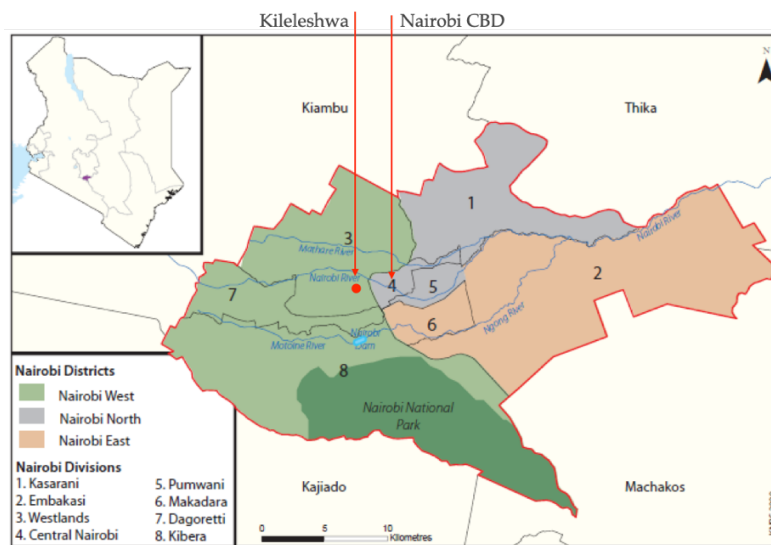 Kileleshwa Nairobi CBD
N
Kiambu
Thika
1
3
Mathare River
Nairobi River
2
Nairobi River
4
5
7
6
Ngong River
Nairobi
Dam
Motoine River
8
Nairobi National
Park
Nairobi Districts
Nairobi West
Nairobi North
Nairobi East
Nairobi Divisions
1. Kasarani
2. Embakasi
3. Westlands
4. Central Nairobi
5. Pumwani
6. Makadara
7. Dagoretti
8. Kibera
Kajiado
Machakos
0 5 10
Kilometres